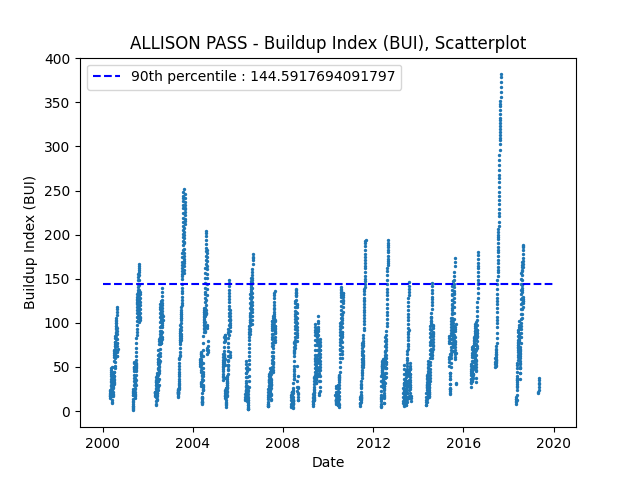 ALLISON PASS - Buildup Index (BUI), Scatterplot
90th percentile : 144.5917694091797
400
350
300
250
200
150
100
50
0
Buildup Index (BUI)
2000 2004 2008 2012 2016 2020
Date